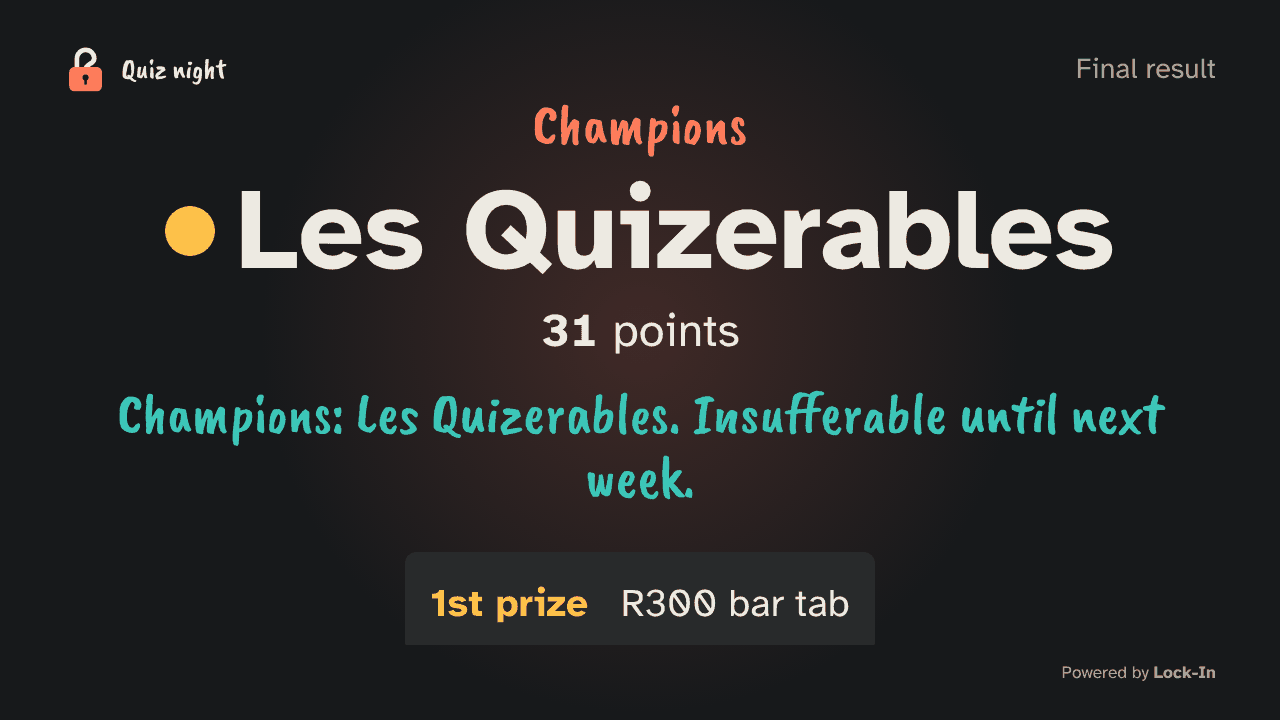 Quiz night
Final result
Champions
Les Quizerables
31 points
Champions: Les Quizerables. Insufferable until next
week.
1st prize R300 bar tab
Powered by Lock-In